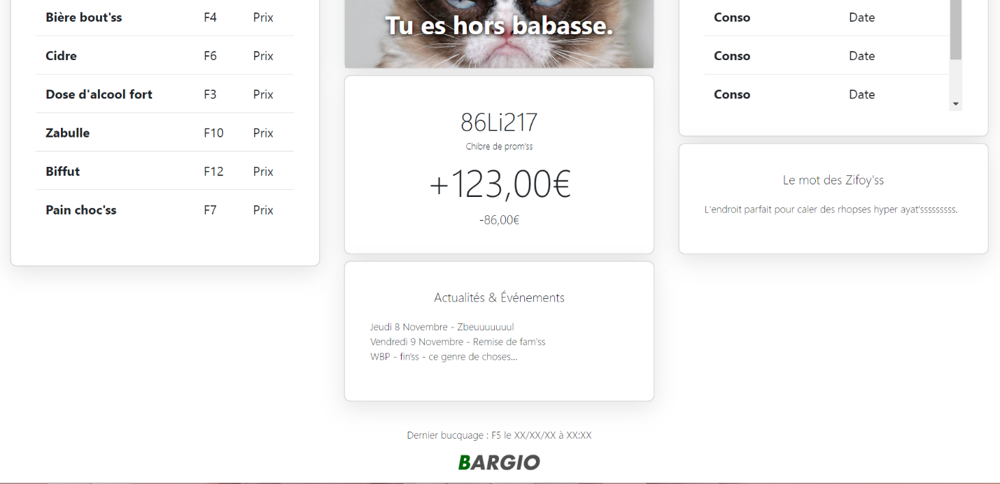 Bière bout'ss F4 Prix
Cidre F6 Prix
Dose d'alcool fort F3 Prix
Zabulle F10 Prix
Biffut F12 Prix
Pain choc'ss F7 Prix
Tu es hors babasse.
86Li217
Chibre de prom'ss
+123,00€
-86,00€
Actualités & Événements
Jeudi 8 Novembre - Zbeuuuuuuul
Vendredi 9 Novembre - Remise de fam'ss
WBP - fin'ss - ce genre de choses...
Conso Date
Conso Date
Conso Date
Le mot des Zifoy'ss
L'endroit parfait pour caler des rhopses hyper ayat'sssssssss.
Dernier bucquage : F5 le XX/XX/XX à XX:XX
BARGIO